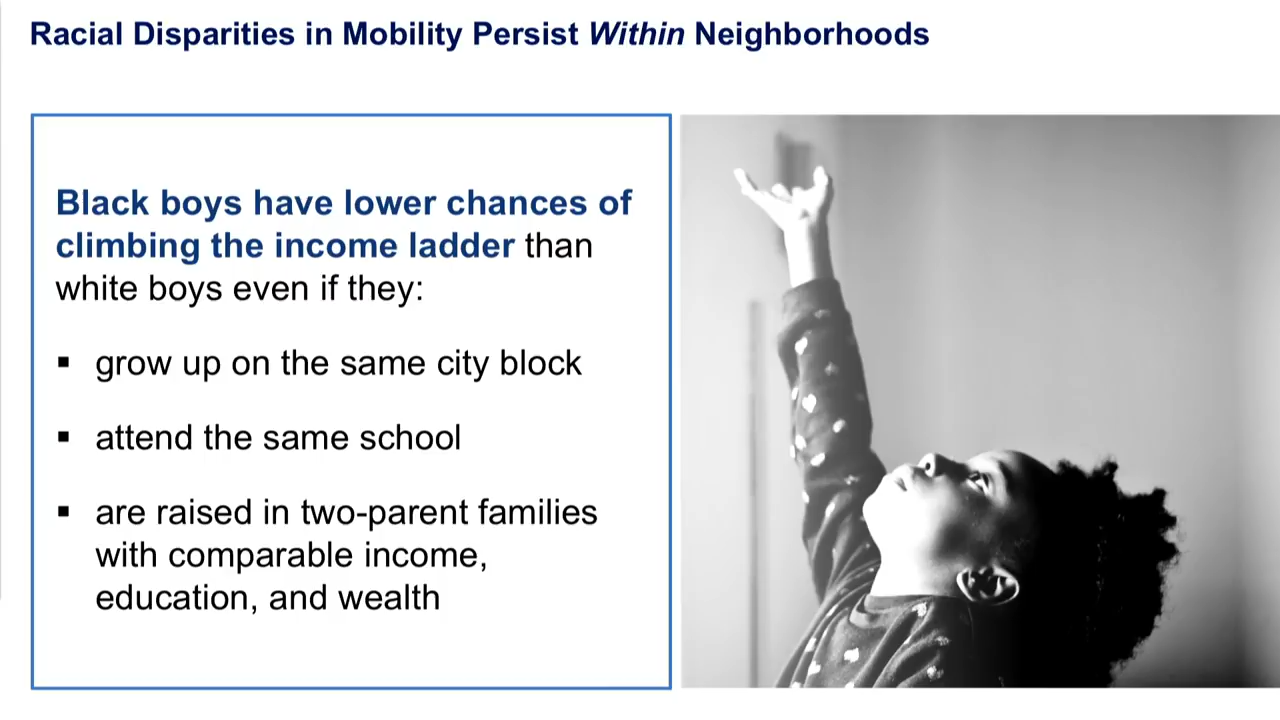 Racial Disparities in Mobility Persist Within Neighborhoods
Black boys have lower chances of
climbing the income ladder than
white boys even if they:
▪ grow up on the same city block
▪ attend the same school
▪ are raised in two-parent families
with comparable income,
education, and wealth